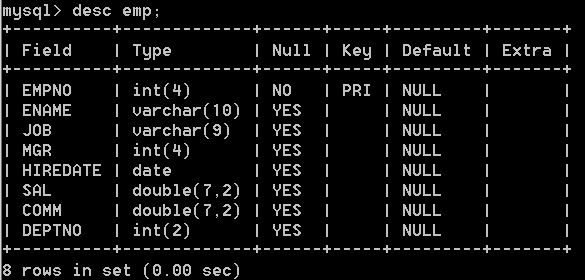 mysql> desc emp;
+----------+-------------+------+-----+---------+-------+
| Field    | Type        | Null | Key | Default | Extra |
+----------+-------------+------+-----+---------+-------+
| EMPNO    | int(4)      | NO   | PRI | NULL    |       |
| ENAME    | varchar(10) | YES  |     | NULL    |       |
| JOB      | varchar(9)  | YES  |     | NULL    |       |
| MGR      | int(4)      | YES  |     | NULL    |       |
| HIREDATE | date        | YES  |     | NULL    |       |
| SAL      | double(7,2) | YES  |     | NULL    |       |
| COMM     | double(7,2) | YES  |     | NULL    |       |
| DEPTNO   | int(2)      | YES  |     | NULL    |       |
+----------+-------------+------+-----+---------+-------+
8 rows in set (0.00 sec)